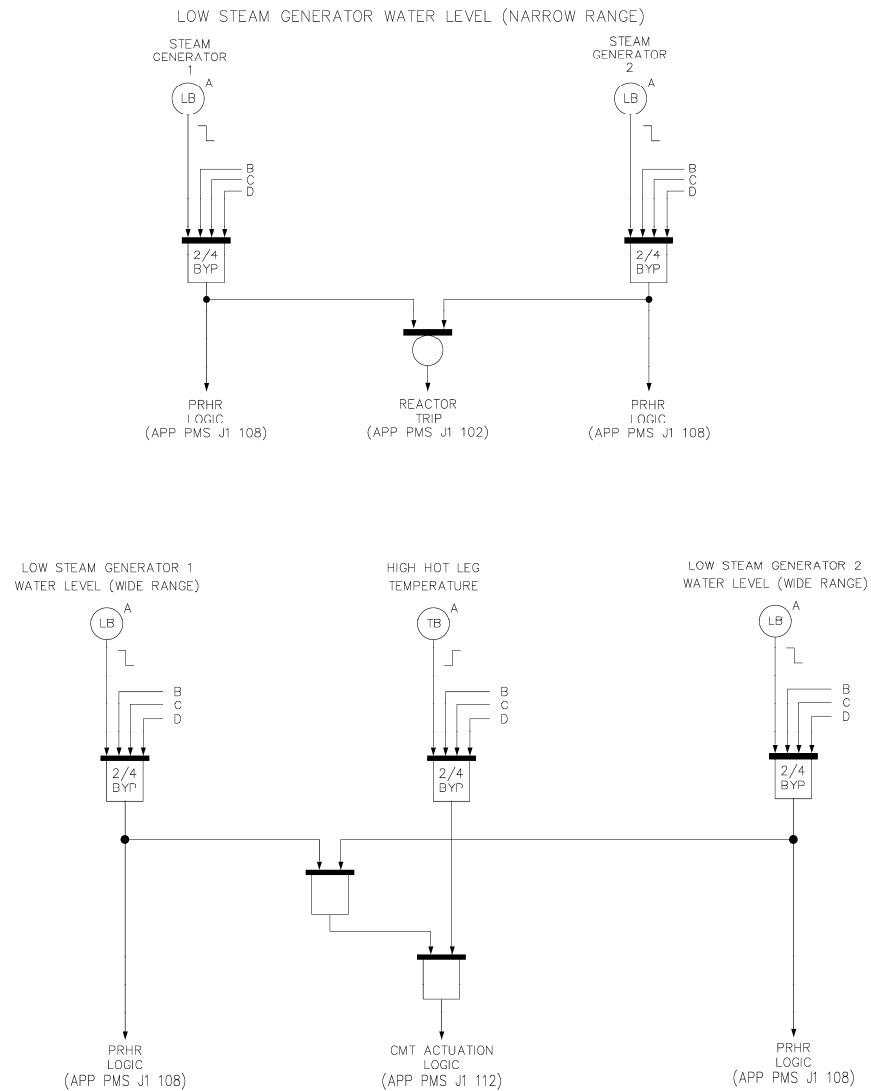 LOW STEAM GENERATOR WATER LEVEL (NARROW RANGE)
STEAM
GENERATOR
1
LB
A
B
C
D
2/4
BYP
STEAM
GENERATOR
2
LB
A
B
C
D
2/4
BYP
PRHR
LOGIC
(APP PMS J1 108)
REACTOR
TRIP
(APP PMS J1 102)
PRHR
LOGIC
(APP PMS J1 108)
LOW STEAM GENERATOR 1
WATER LEVEL (WIDE RANGE)
LB
A
B
C
D
2/4
BYP
HIGH HOT LEG
TEMPERATURE
TB
A
B
C
D
2/4
BYP
LOW STEAM GENERATOR 2
WATER LEVEL (WIDE RANGE)
LB
A
B
C
D
2/4
BYP
PRHR
LOGIC
(APP PMS J1 108)
CMT ACTUATION
LOGIC
(APP PMS J1 112)
PRHR
LOGIC
(APP PMS J1 108)